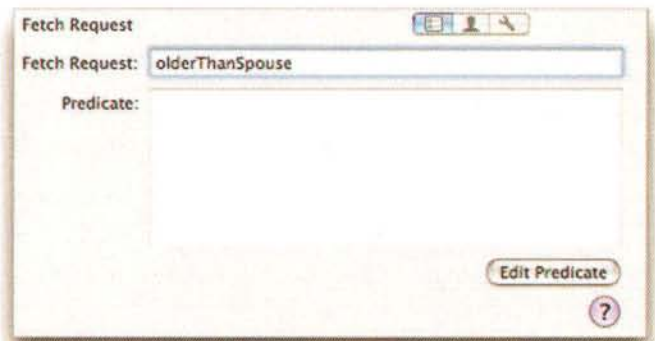 Fetch Request
Fetch Request: olderThanSpouse
Predicate:
Edit Predicate
?